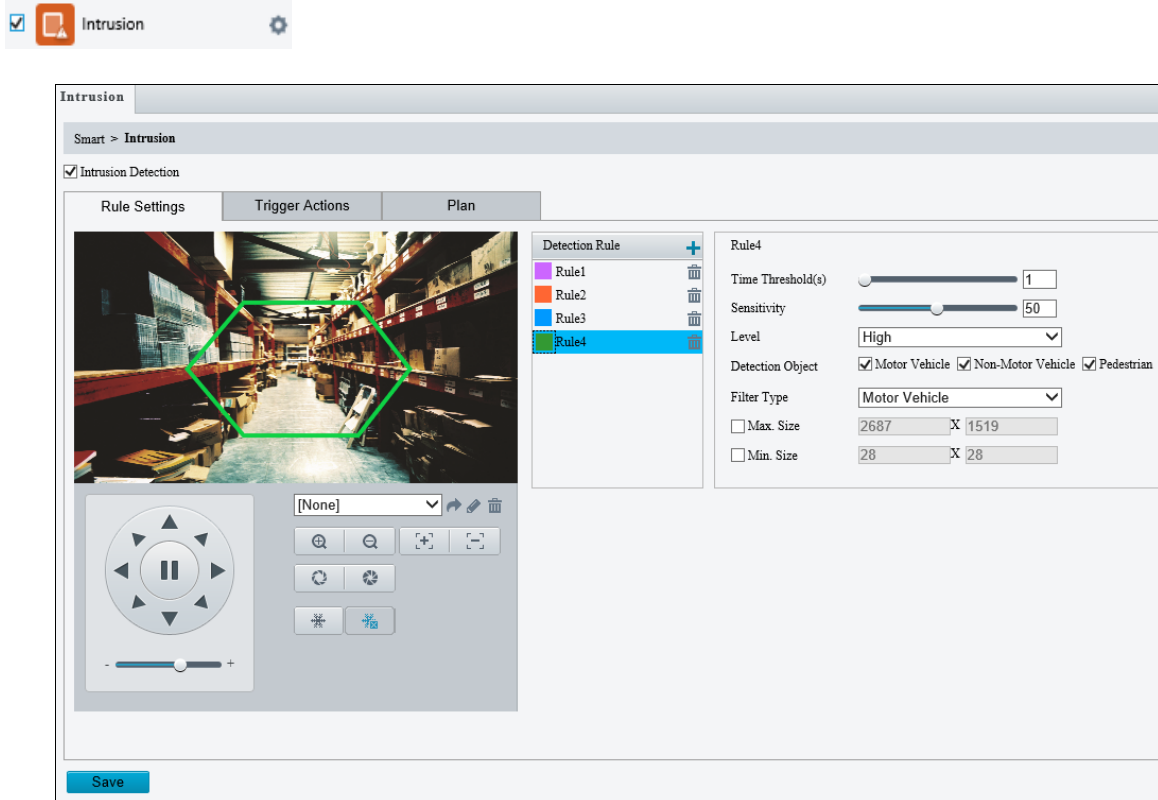 Intrusion
Intrusion
Smart > Intrusion
Intrusion Detection
Rule Settings Trigger Actions Plan
Detection Rule
Rule1
Rule2
Rule3
Rule4
Rule4
Time Threshold(s) 1
Sensitivity 50
Level High
Detection Object Motor Vehicle Non-Motor Vehicle Pedestrian
Filter Type Motor Vehicle
Max. Size 2687 X 1519
Min. Size 28 X 28
[None]
- +
Save